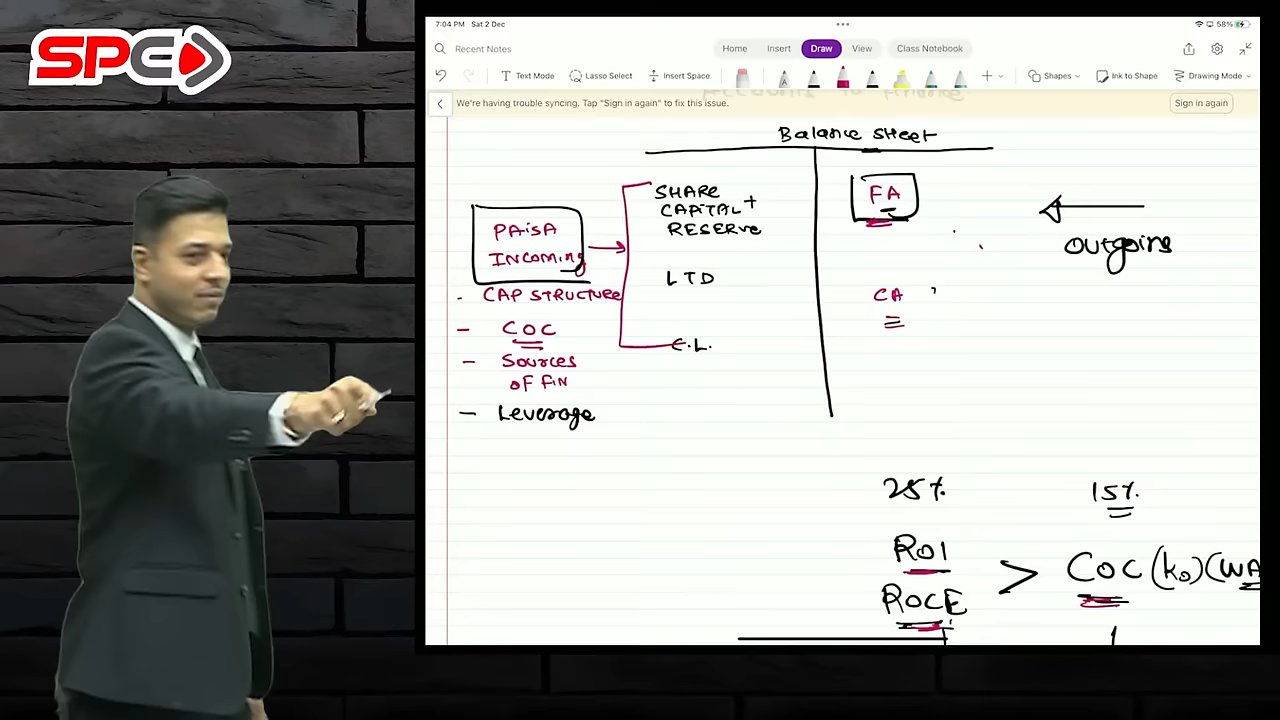 SPC
7:04 PM Sat 2 Dec
58%
Recent Notes
Home Insert Draw View Class Notebook
Text Mode Lasso Select Insert Space Shapes Ink to Shape Drawing Mode
We're having trouble syncing. Tap "Sign in again" to fix this issue.
Sign in again
Balance sheet
PAISA
INCOMING
- CAP STRUCTURE
- COC
- Sources
OF FIN
- Leverage
SHARE
CAPITAL +
RESERVE
LTD
C.L.
FA
CA
outgoing
25% 15%
ROI
ROCE
> COC (ko) (WA